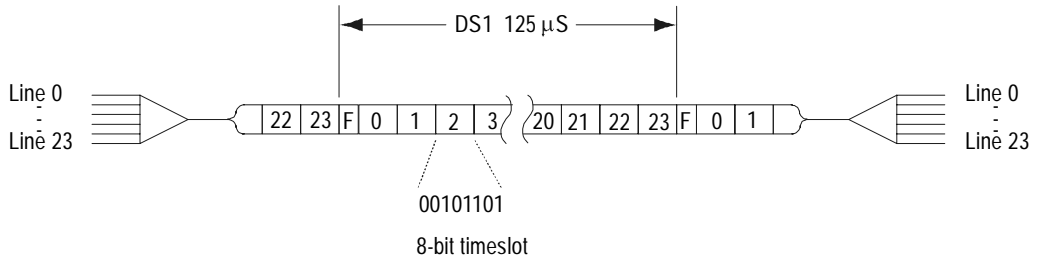 DS1 125 μS
Line 0
-
-
Line 23
22 23 F 0 1 2 3 20 21 22 23 F 0 1
Line 0
-
-
Line 23
00101101
8-bit timeslot